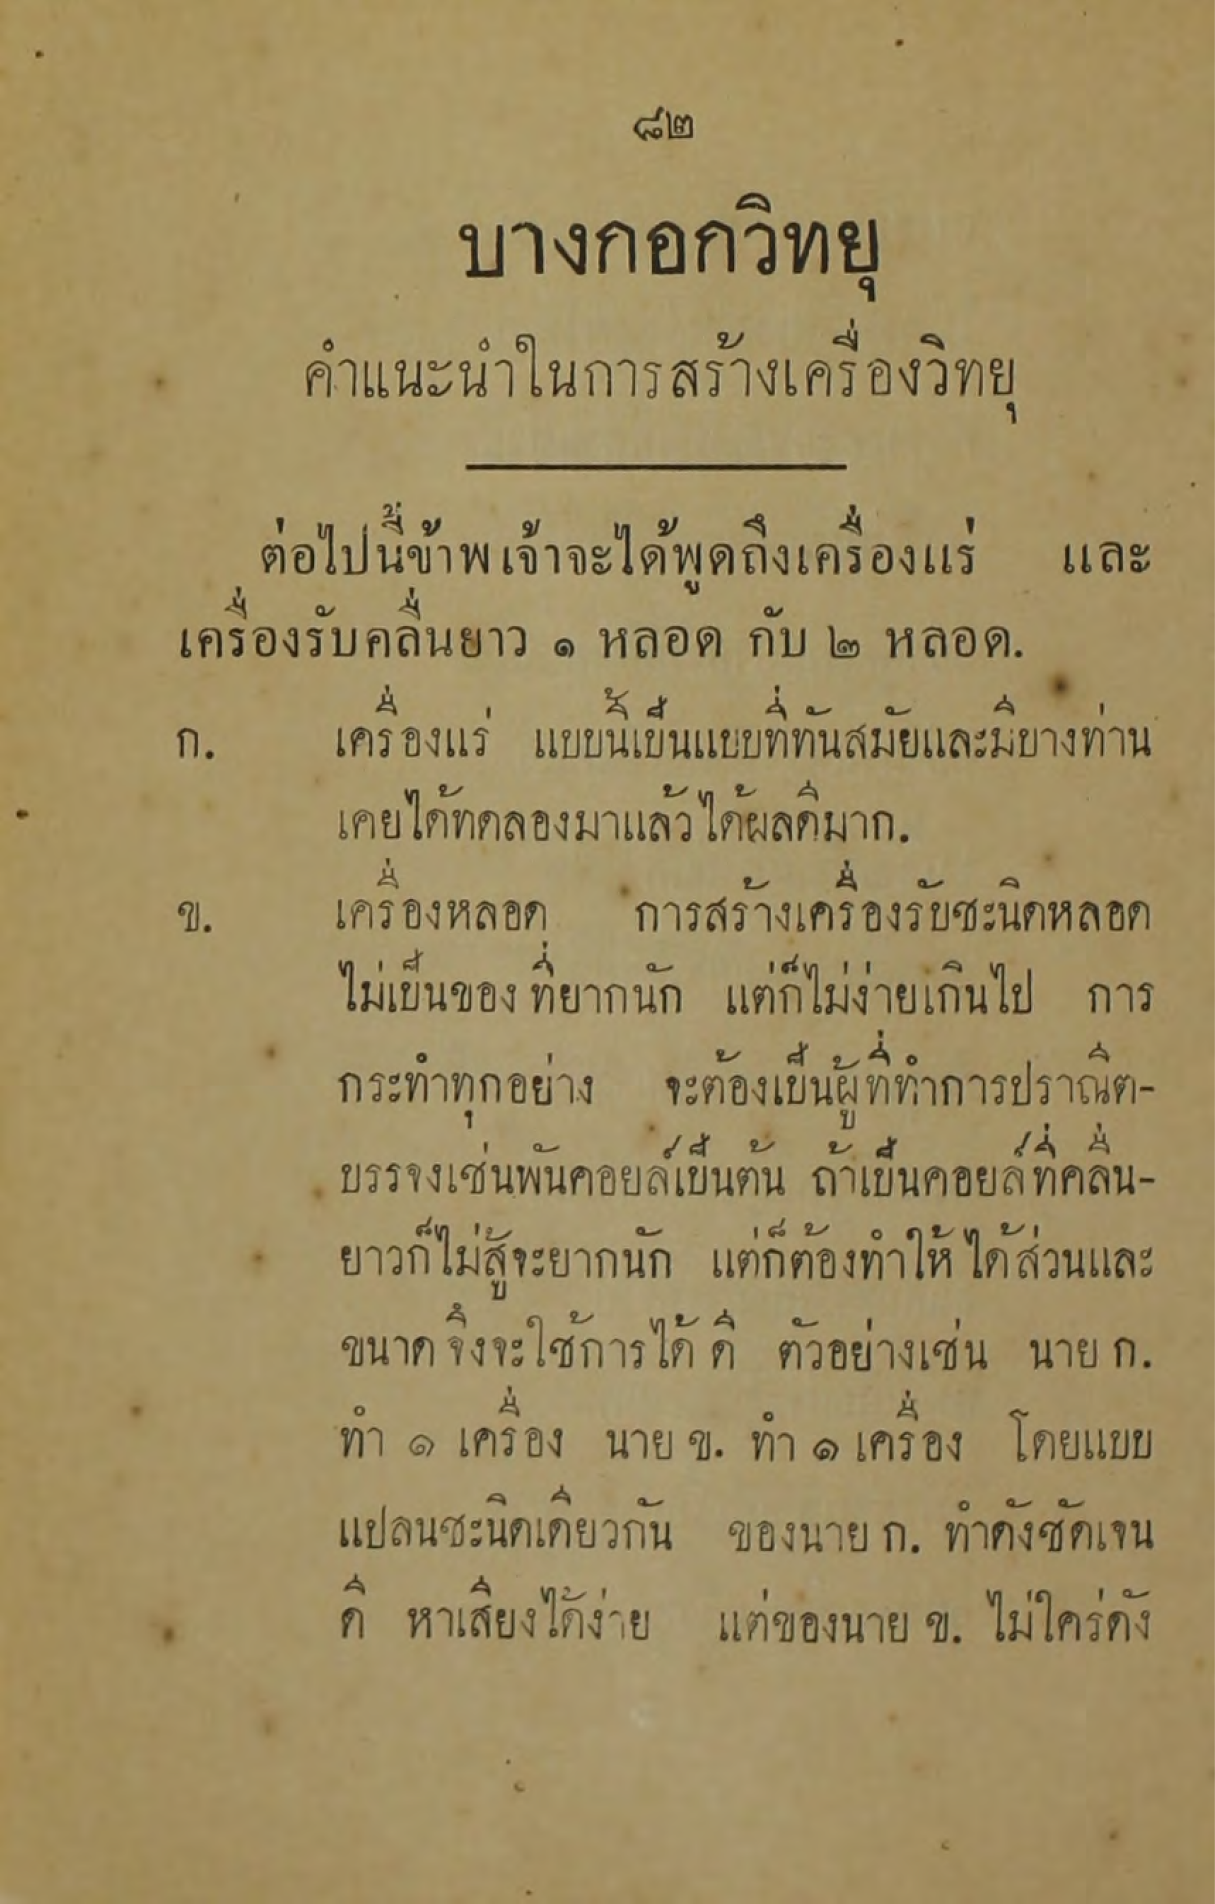 ๘๒
บางกอกวิทยุ
คำแนะนำในการสร้างเครื่องวิทยุ
ต่อไปนี้ข้าพเจ้าจะได้พูดถึงเครื่องแร่ และ
เครื่องรับคลื่นยาว ๑ หลอด กับ ๒ หลอด.
ก. เครื่องแร่ แบบนี้เป็นแบบที่ทันสมัยและมีบางท่าน
เคยได้ทดลองมาแล้วได้ผลดีมาก.
ข. เครื่องหลอด การสร้างเครื่องรับชะนิดหลอด
ไม่เป็นของที่ยากนัก แต่ก็ไม่ง่ายเกินไป การ
กระทำทุกอย่าง จะต้องเป็นผู้ที่ทำการปราณีต-
บรรจงเช่นพันคอยล์เป็นต้น ถ้าเป็นคอยล์ที่คลื่น-
ยาวก็ไม่สู้จะยากนัก แต่ก็ต้องทำให้ได้ส่วนและ
ขนาดจึงจะใช้การได้ดี ตัวอย่างเช่น นาย ก.
ทำ ๑ เครื่อง นาย ข. ทำ ๑ เครื่อง โดยแบบ
แปลนชะนิดเดียวกัน ของนาย ก. ทำดังชัดเจน
ดี หาเสียงได้ง่าย แต่ของนาย ข. ไม่ใคร่ดัง